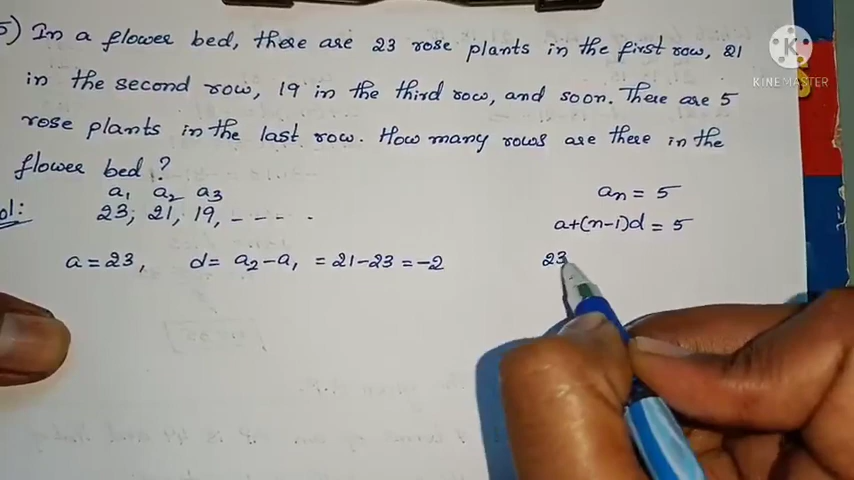 5) In a flower bed, there are 23 rose plants in the first row, 21
in the second row, 19 in the third row, and soon. There are 5
rose plants in the last row. How many rows are there in the
flower bed?
ol:
a₁ a₂ a₃
23, 21, 19, - - - - .
a = 23, d = a₂ - a₁ = 21 - 23 = -2
aₙ = 5
a+(n-1)d = 5
23
K
KINEMASTER